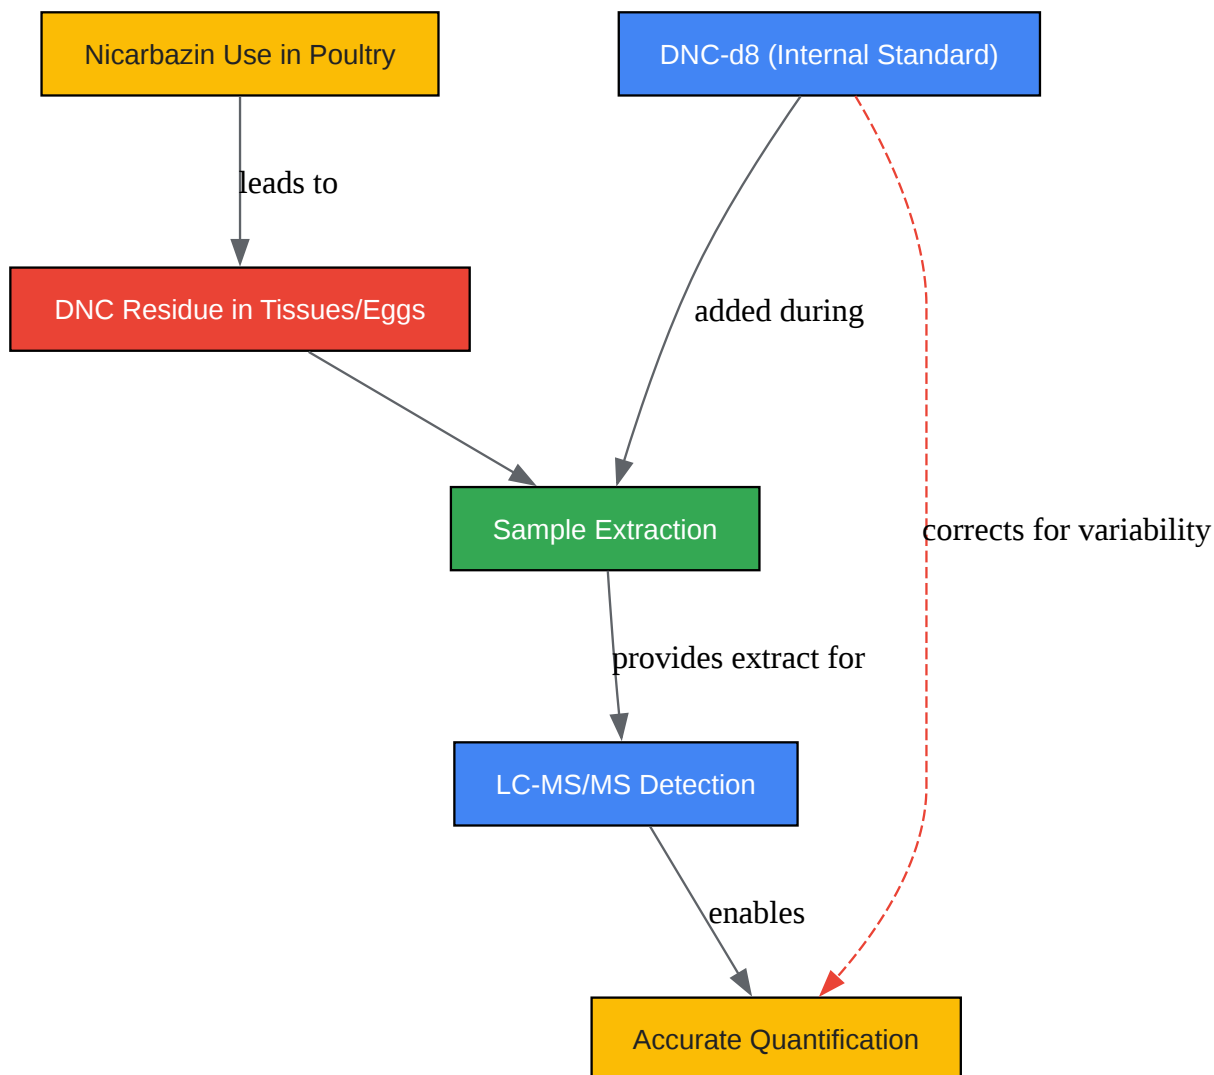 Nicarbazin Use in Poultry
DNC-d8 (Internal Standard)
leads to
DNC Residue in Tissues/Eggs
added during
Sample Extraction
corrects for variability
provides extract for
LC-MS/MS Detection
enables
Accurate Quantification